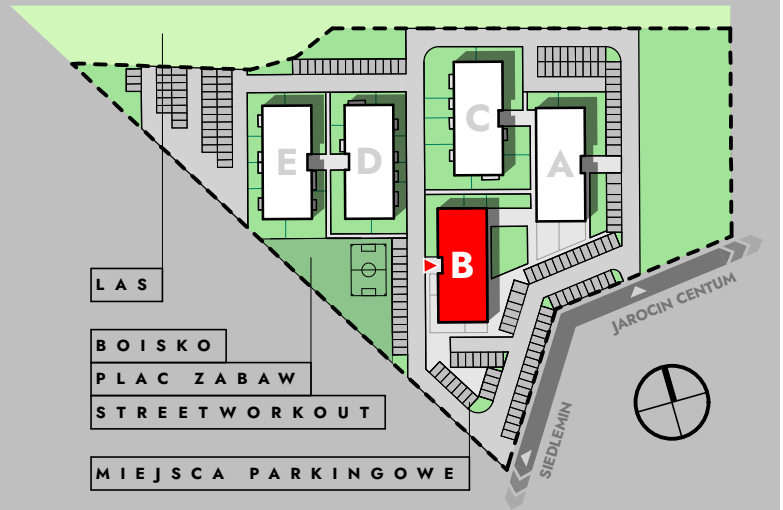 C
E
D
A
B
LAS
JAROCIN CENTUM
BOISKO
PLAC ZABAW
STREETWORKOUT
SIEDLEMIN
MIEJSCA PARKINGOWE